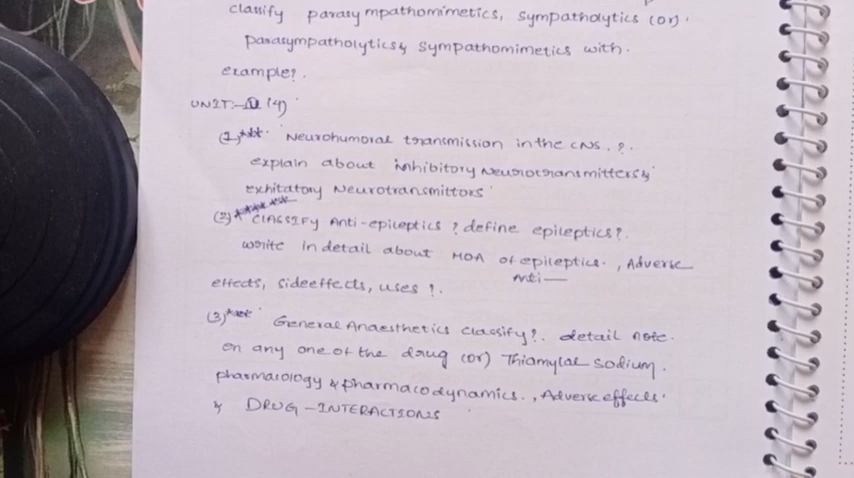 classify parasympathomimetics, sympatholytics (or).
parasympatholytics & sympathomimetics with.
example?.
UNIT:- (4)
(1)*** Neurohumoral transmission in the CNS.?.
explain about inhibitory Neurotransmitters &
exhitatory Neurotransmittors
(2)***** CLASSIFY Anti-epileptics ? define epileptics?.
write in detail about MOA of epileptics., Adverse
Anti-
effects, sideeffects, uses ?.
(3)*** General Anaesthetics classify?. detail note.
on any one of the drug (or) Thiamylal sodium.
pharmacology & pharmacodynamics., Adverse effects.
& DRUG-INTERACTIONS